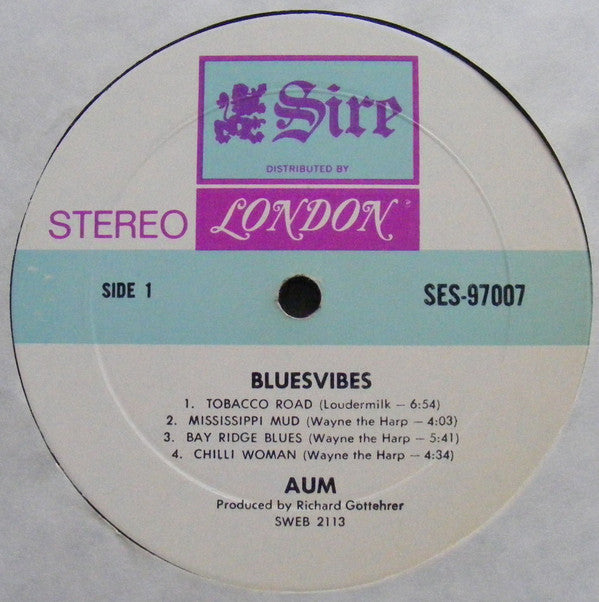 Sire
DISTRIBUTED BY
STEREO LONDON
SIDE 1 SES-97007
BLUESVIBES
1. TOBACCO ROAD (Loudermilk – 6:54)
2. MISSISSIPPI MUD (Wayne the Harp – 4:03)
3. BAY RIDGE BLUES (Wayne the Harp – 5:41)
4. CHILLI WOMAN (Wayne the Harp – 4:34)
AUM
Produced by Richard Gottehrer
SWEB 2113